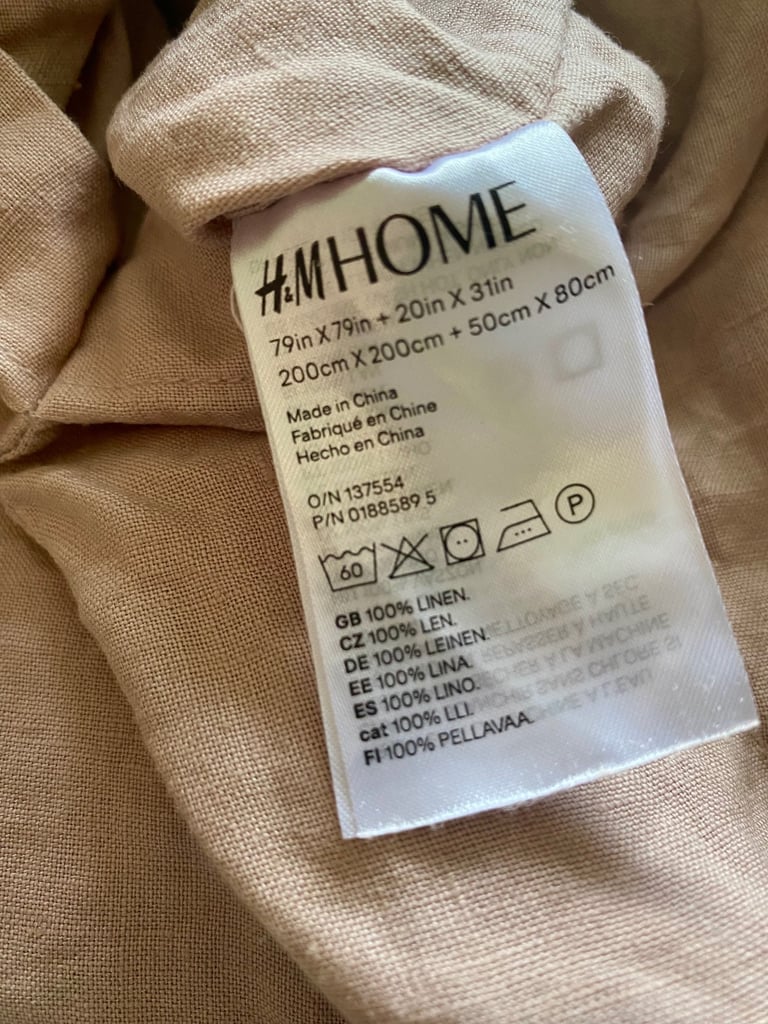 H&M HOME
79in X 79in + 20in X 31in
200cm X 200cm + 50cm X 80cm
Made in China
Fabriqué en Chine
Hecho en China
O/N 137554
P/N 0188589 5
60 P
GB 100% LINEN.
CZ 100% LEN.
DE 100% LEINEN.
EE 100% LINA.
ES 100% LINO.
cat 100% LLI.
FI 100% PELLAVAA.